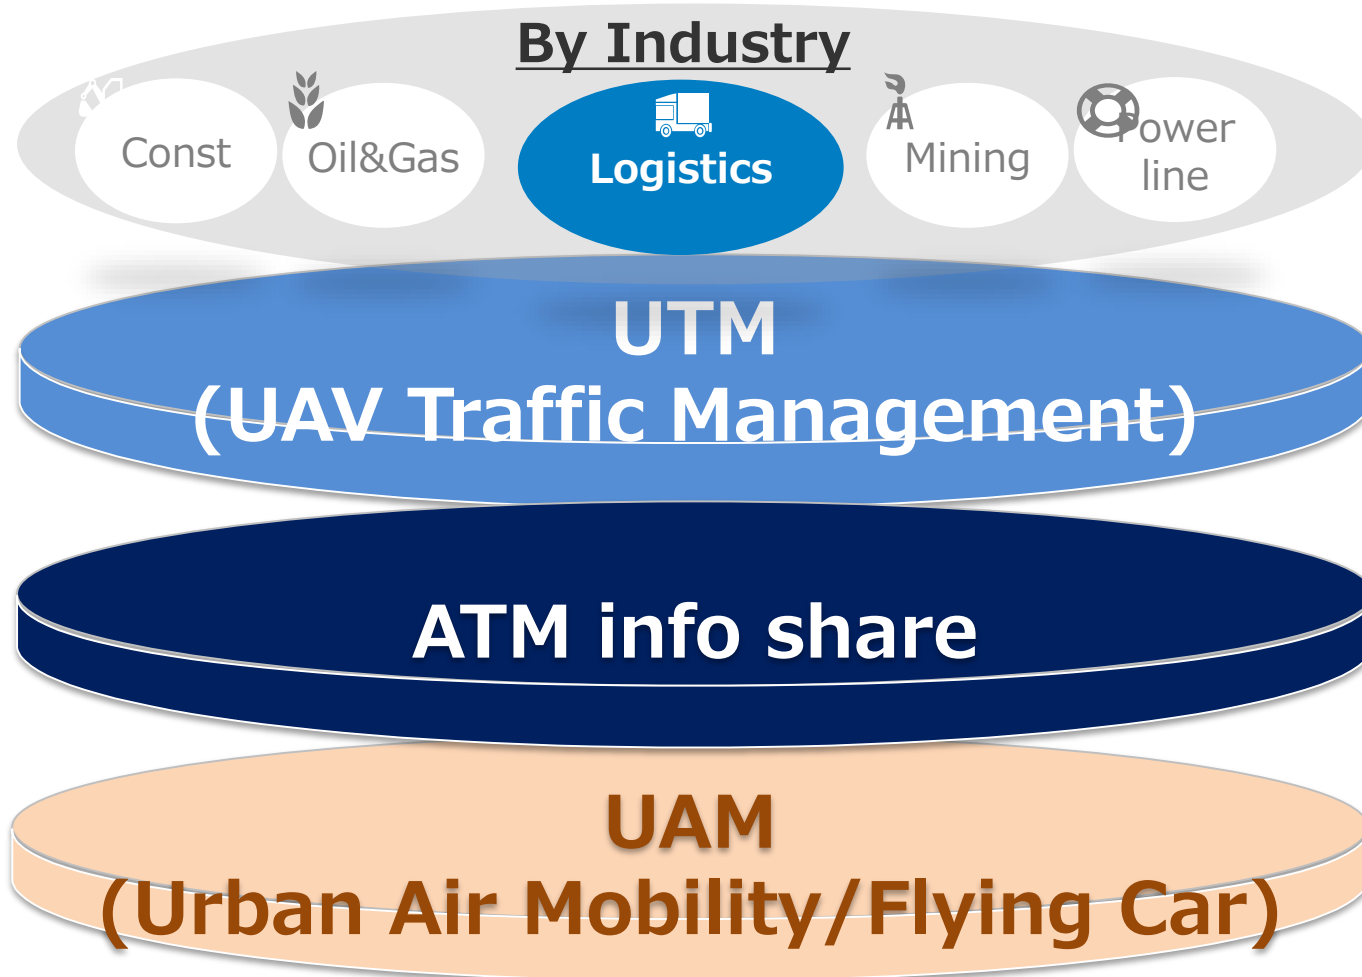 By Industry
Const
Oil&Gas
Logistics
Mining
Power
line
UTM
(UAV Traffic Management)
ATM info share
UAM
(Urban Air Mobility/Flying Car)